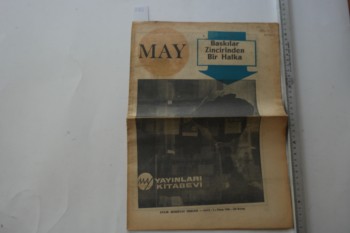 MAY
Baskılar
Zincirinden
Bir Halka
MAY YAYINLARI
KİTABEVİ